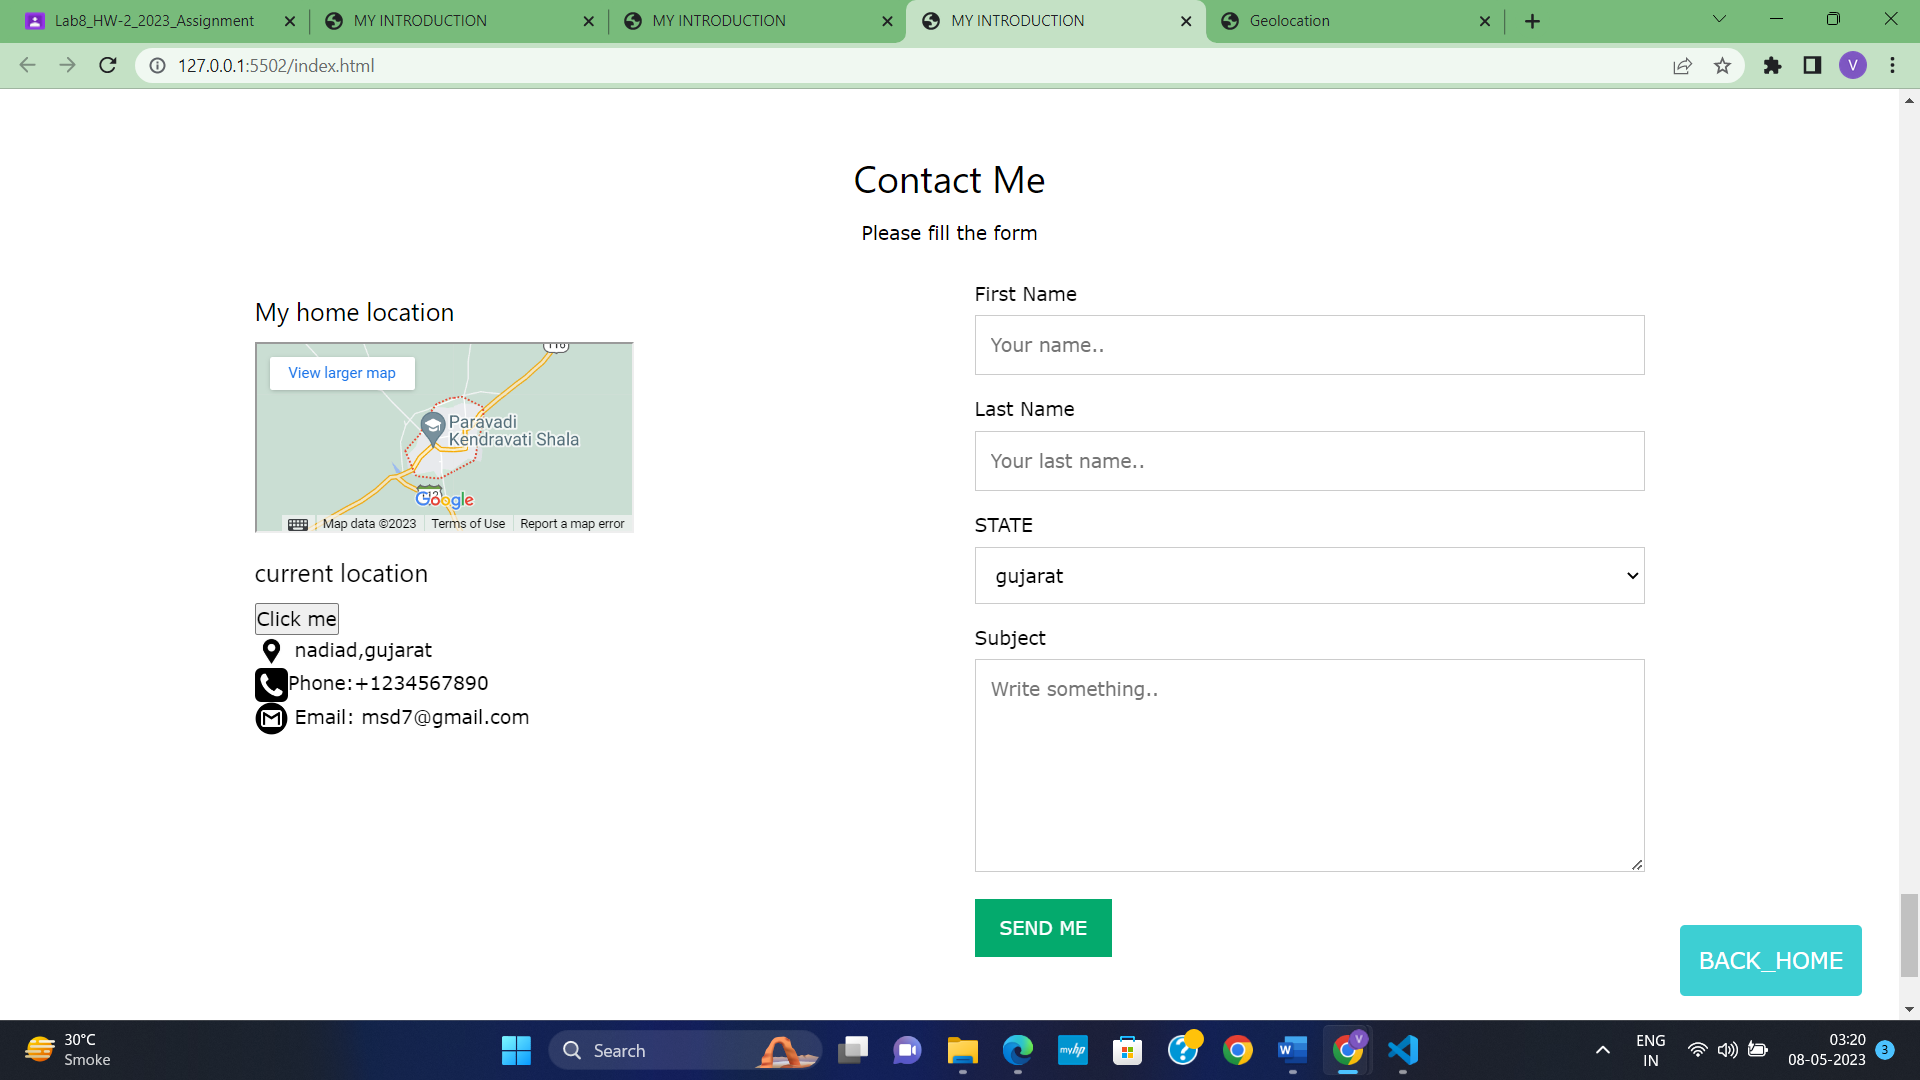 Lab8_HW-2_2023_Assignment
MY INTRODUCTION
MY INTRODUCTION
MY INTRODUCTION
Geolocation
127.0.0.1:5502/index.html
V
Contact Me
Please fill the form
My home location
View larger map
Paravadi
Kendravati Shala
Google
Map data ©2023
Terms of Use
Report a map error
current location
Click me
nadiad,gujarat
Phone:+1234567890
Email: msd7@gmail.com
First Name
Your name..
Last Name
Your last name..
STATE
gujarat
Subject
Write something..
SEND ME
BACK_HOME
30°C
Smoke
Search
myhp
W
V
ENG
IN
03:20
08-05-2023
3